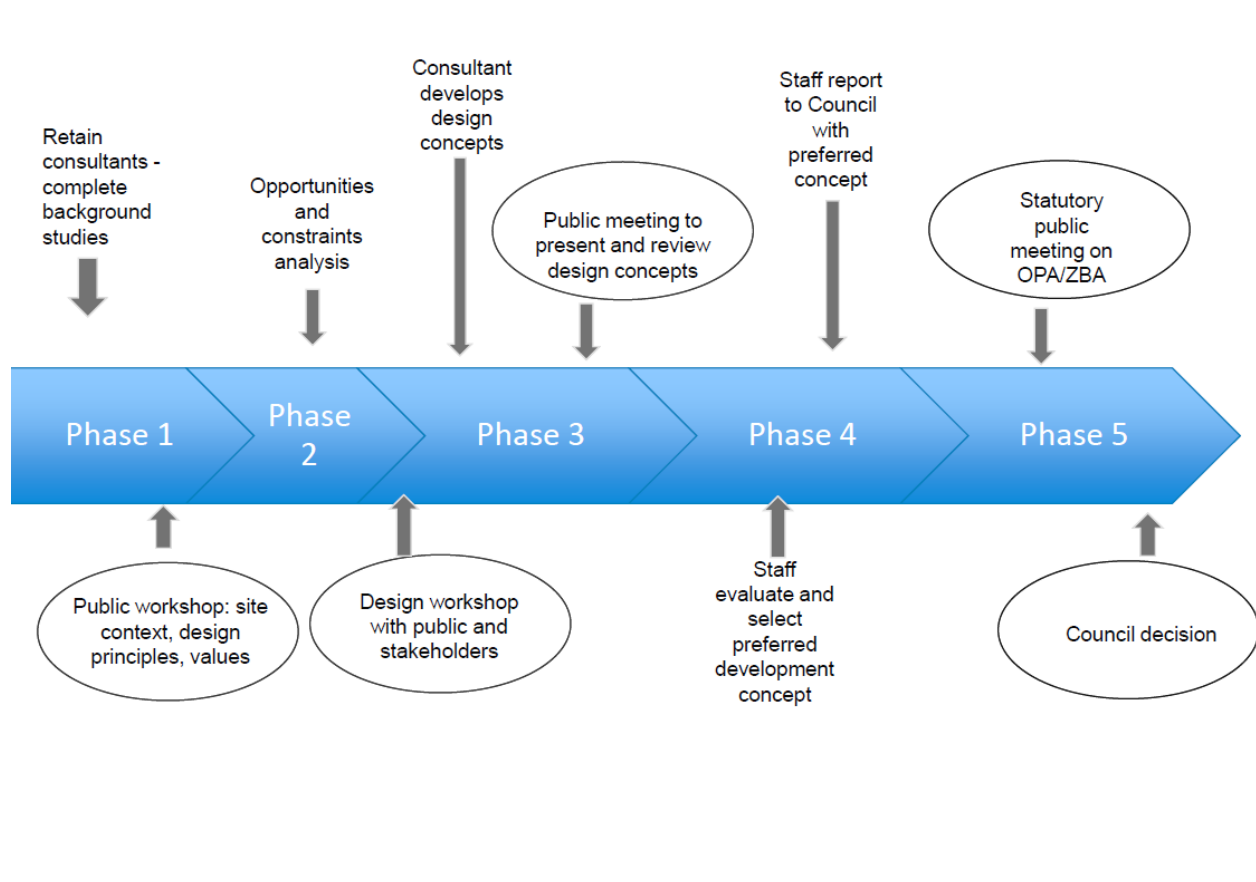 Retain
consultants -
complete
background
studies
Opportunities
and
constraints
analysis
Consultant
develops
design
concepts
Public meeting to
present and review
design concepts
Staff report
to Council
with
preferred
concept
Statutory
public
meeting on
OPA/ZBA
Phase 1
Phase
2
Phase 3
Phase 4
Phase 5
Public workshop: site
context, design
principles, values
Design workshop
with public and
stakeholders
Staff
evaluate and
select
preferred
development
concept
Council decision